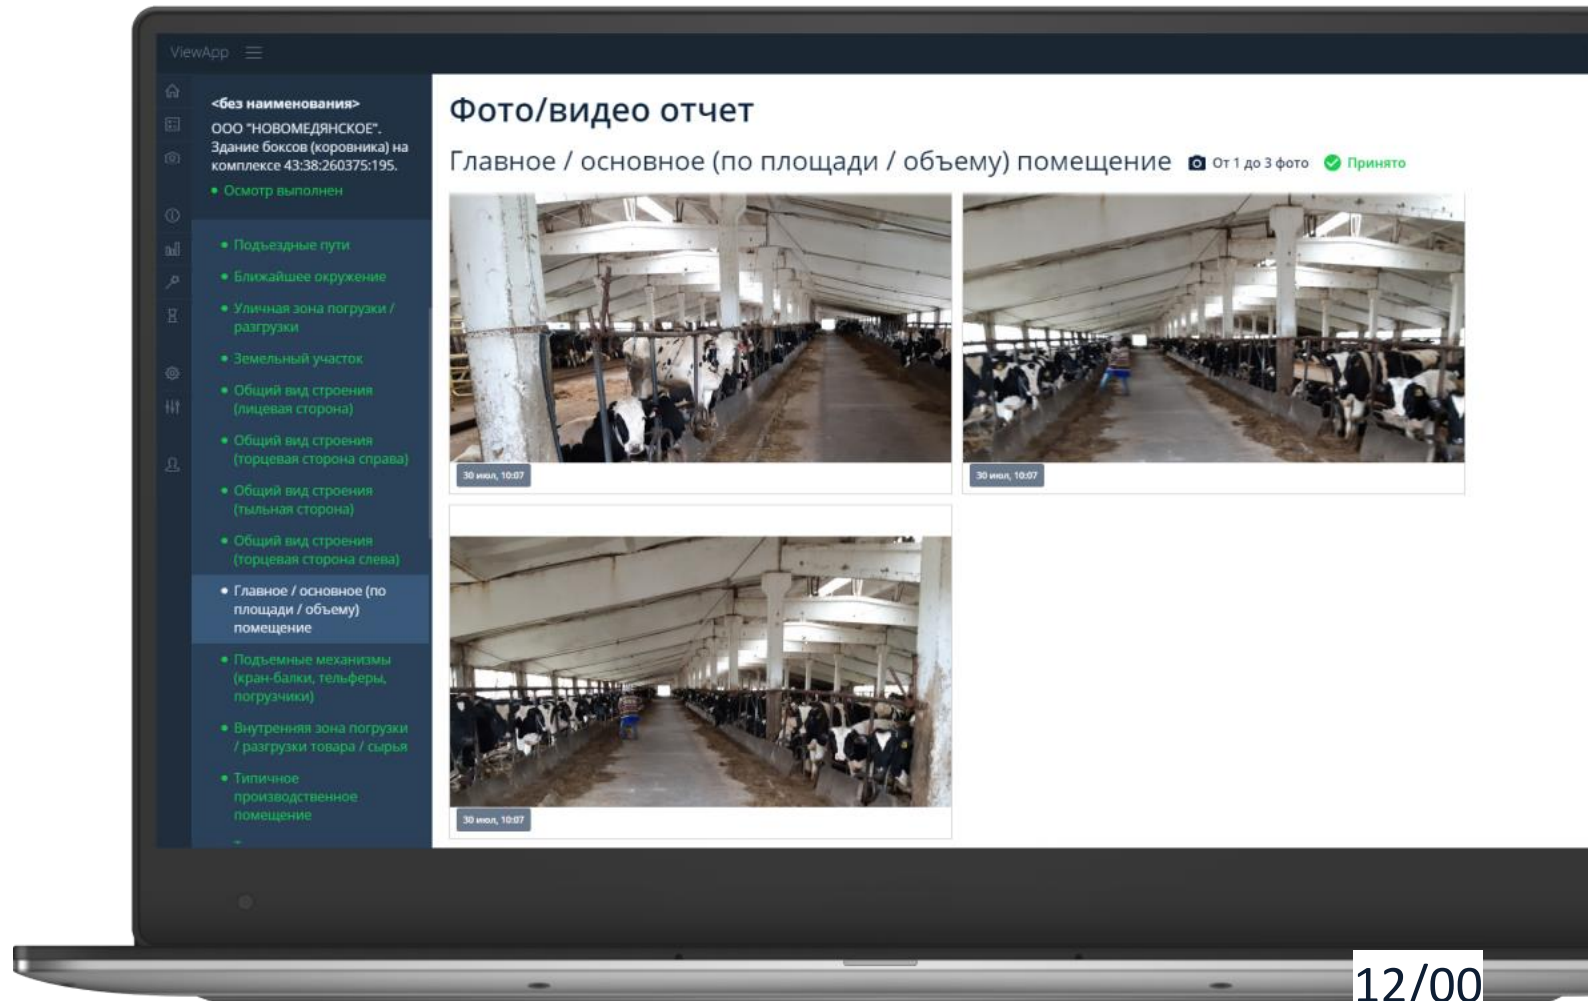 ViewApp
<без наименования>
ООО "НОВОМЕДЯНСКОЕ".
Здание боксов (коровника) на
комплексе 43:38:260375:195.
Осмотр выполнен
Подъездные пути
Ближайшее окружение
Уличная зона погрузки /
разгрузки
Земельный участок
Общий вид строения
(лицевая сторона)
Общий вид строения
(торцевая сторона справа)
Общий вид строения
(тыльная сторона)
Общий вид строения
(торцевая сторона слева)
Главное / основное (по
площади / объему)
помещение
Подъемные механизмы
(кран-балки, тельферы,
погрузчики)
Внутренняя зона погрузки
/ разгрузки товара / сырья
Типичное
производственное
помещение
Фото/видео отчет
Главное / основное (по площади / объему) помещение От 1 до 3 фото Принято
30 июл, 10:07
30 июл, 10:07
30 июл, 10:07
12/00